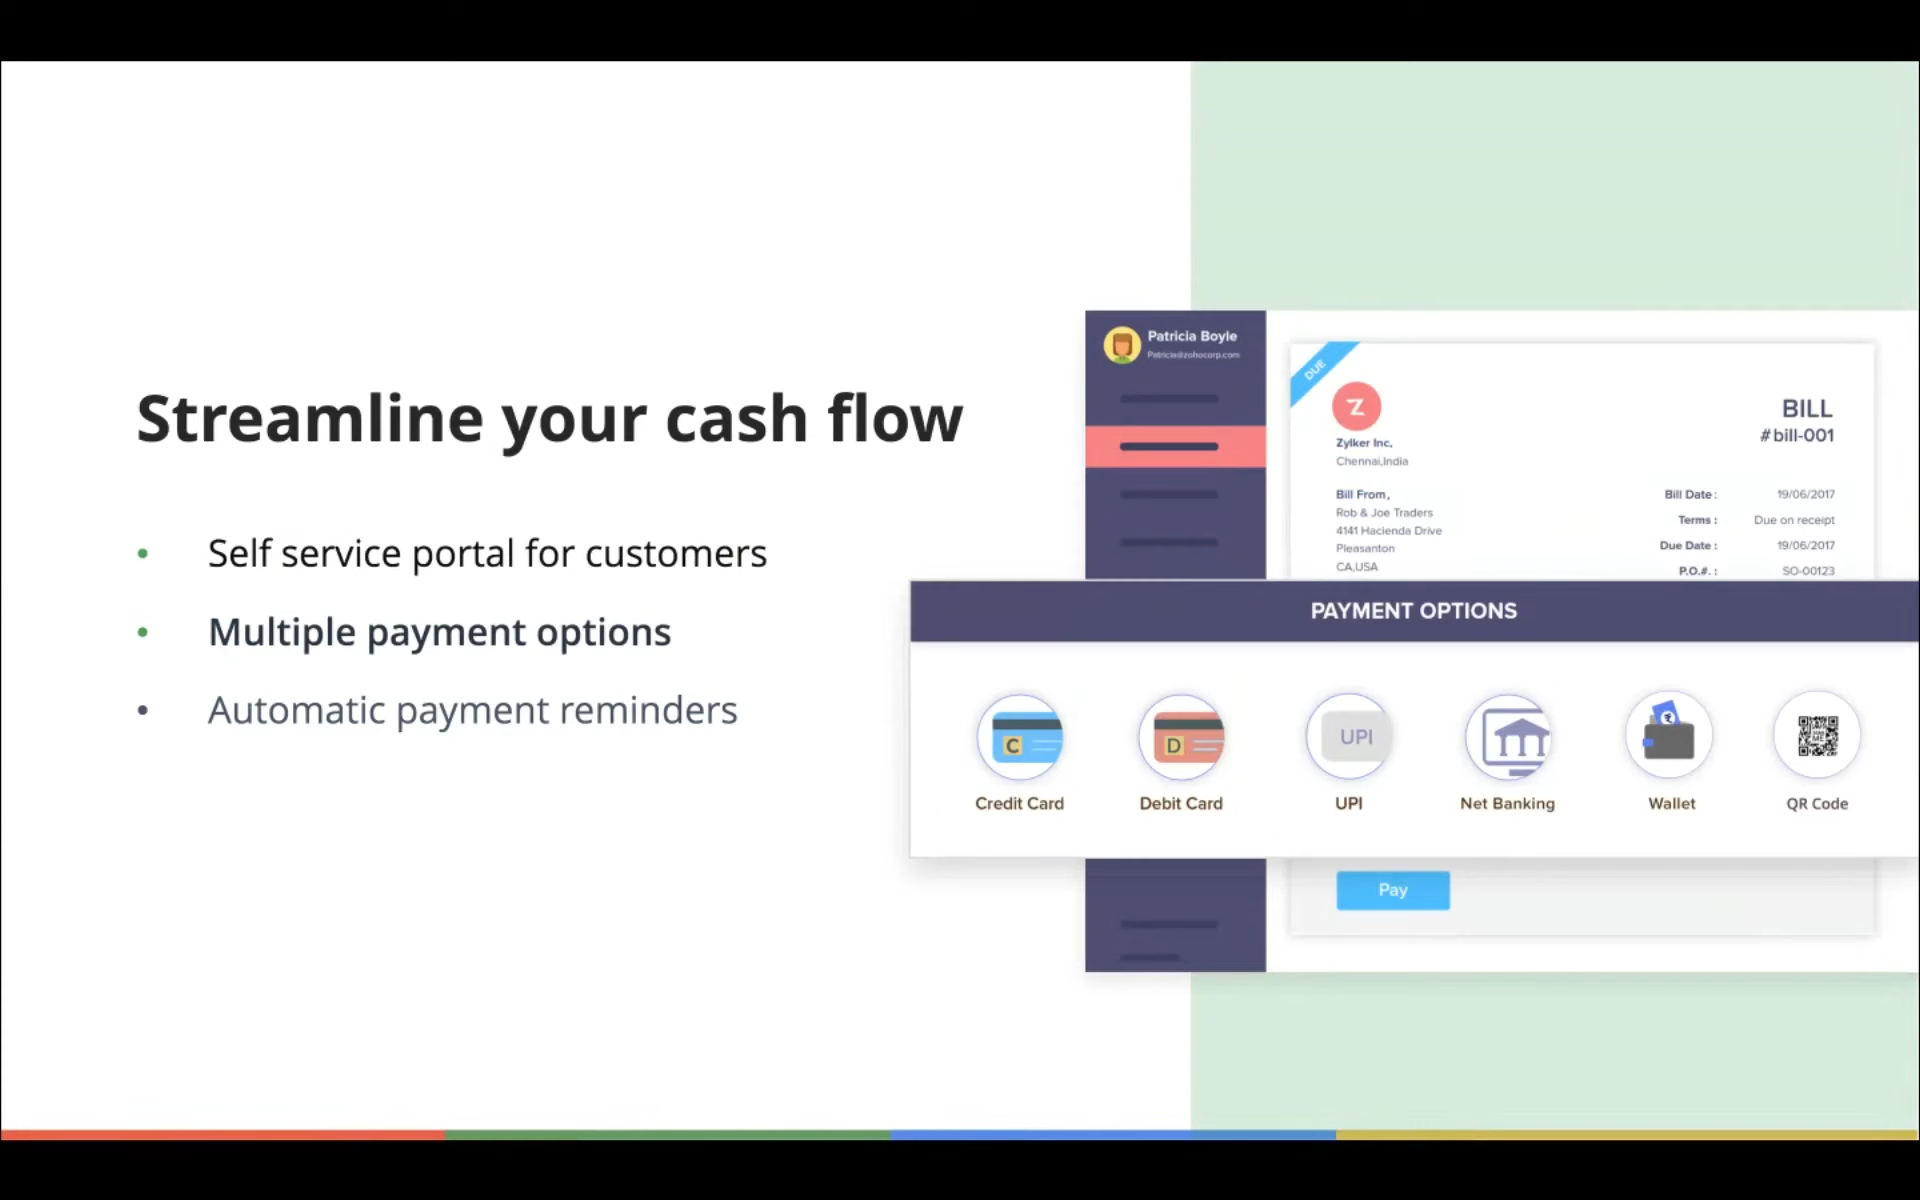 Streamline your cash flow
• Self service portal for customers
• Multiple payment options
• Automatic payment reminders
Patricia Boyle
Patricia@zohocorp.com
DUE
Z
Zylker Inc,
Chennai,India
BILL
#bill-001
Bill From,
Rob & Joe Traders
4141 Hacienda Drive
Pleasanton
CA,USA
Bill Date : 19/06/2017
Terms : Due on receipt
Due Date : 19/06/2017
P.O.#. : SO-00123
PAYMENT OPTIONS
C
D
UPI
Credit Card
Debit Card
UPI
Net Banking
Wallet
QR Code
Pay